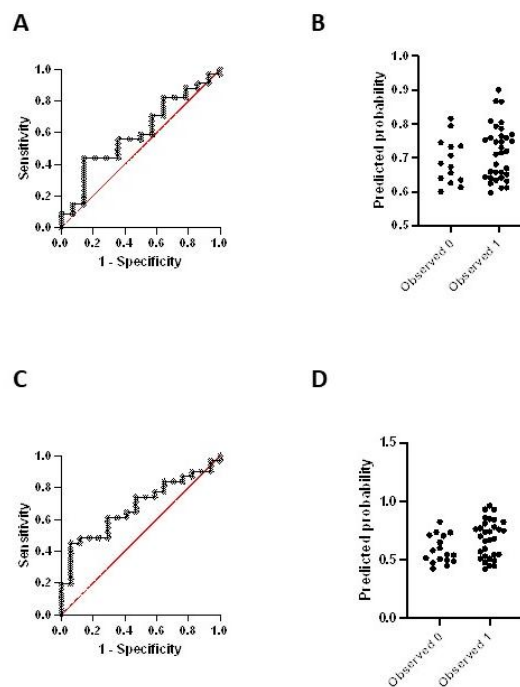 A
B
1.0
0.8
0.6
0.4
0.2
0.0
Sensitivity
0.0 0.2 0.4 0.6 0.8 1.0
1 - Specificity
1.0
0.9
0.8
0.7
0.6
0.5
Predicted probability
Observed 0
Observed 1
C
D
1.0
0.8
0.6
0.4
0.2
0.0
Sensitivity
0.0 0.2 0.4 0.6 0.8 1.0
1 - Specificity
1.5
1.0
0.5
0.0
Predicted probability
Observed 0
Observed 1